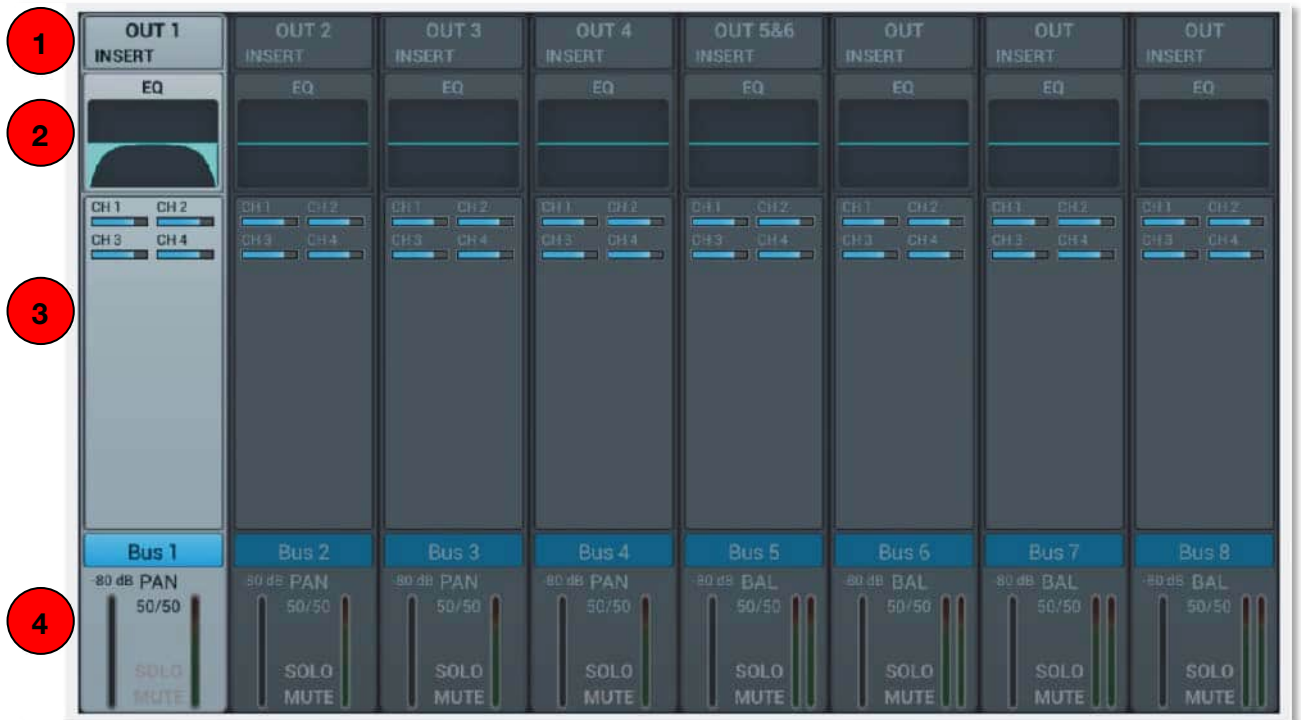 1 OUT 1 OUT 2 OUT 3 OUT 4 OUT 5&6 OUT OUT OUT
INSERT INSERT INSERT INSERT INSERT INSERT INSERT INSERT
EQ EQ EQ EQ EQ EQ EQ EQ
2
CH 1 CH 2 CH 1 CH 2 CH 1 CH 2 CH 1 CH 2 CH 1 CH 2 CH 1 CH 2 CH 1 CH 2 CH 1 CH 2
CH 3 CH 4 CH 3 CH 4 CH 3 CH 4 CH 3 CH 4 CH 3 CH 4 CH 3 CH 4 CH 3 CH 4 CH 3 CH 4
3
Bus 1 Bus 2 Bus 3 Bus 4 Bus 5 Bus 6 Bus 7 Bus 8
-80 dB PAN -80 dB PAN -80 dB PAN -80 dB PAN -80 dB BAL -80 dB BAL -80 dB BAL -80 dB BAL
50/50 50/50 50/50 50/50 50/50 50/50 50/50 50/50
4
SOLO SOLO SOLO SOLO SOLO SOLO SOLO SOLO
MUTE MUTE MUTE MUTE MUTE MUTE MUTE MUTE